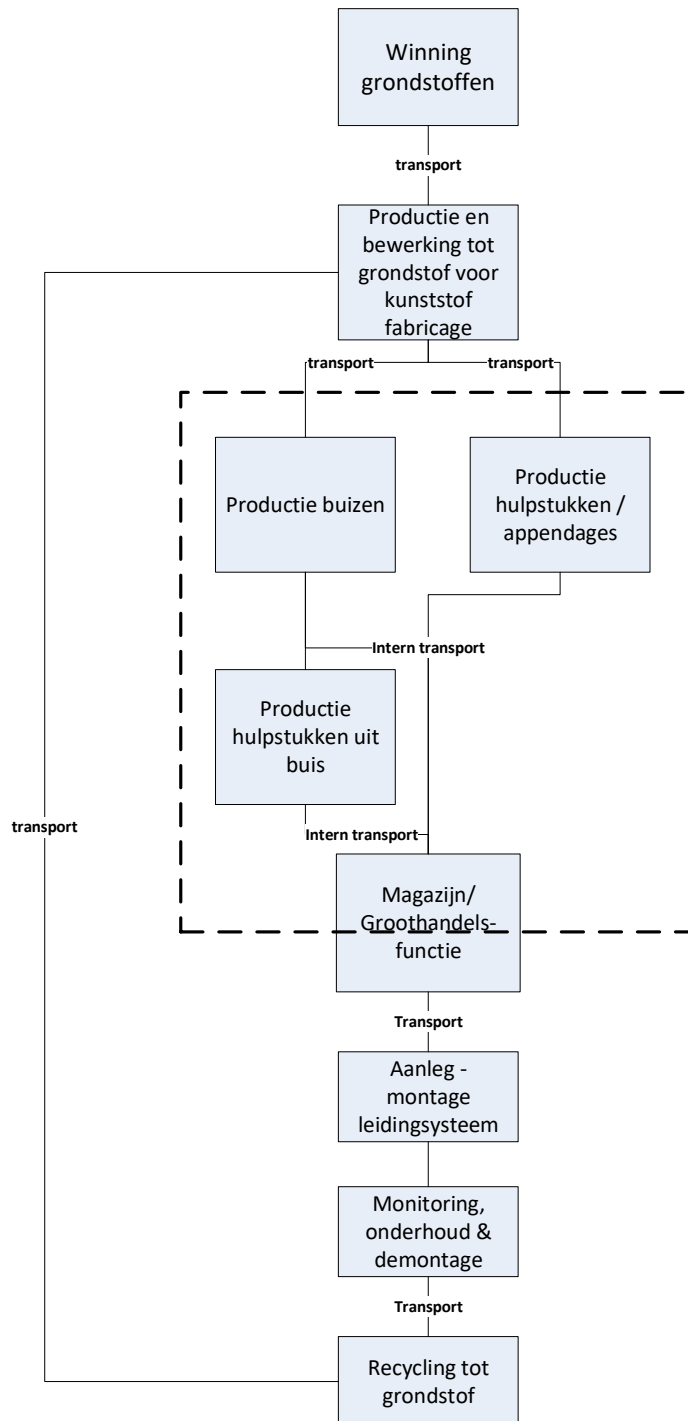 Winning
grondstoffen
transport
Productie en
bewerking tot
grondstof voor
kunststof
fabricage
transport
transport
Productie buizen
Productie
hulpstukken /
appendages
Intern transport
Productie
hulpstukken uit
buis
transport
Intern transport
Magazijn/
Groothandels-
functie
Transport
Aanleg -
montage
leidingsysteem
Monitoring,
onderhoud &
demontage
Transport
Recycling tot
grondstof